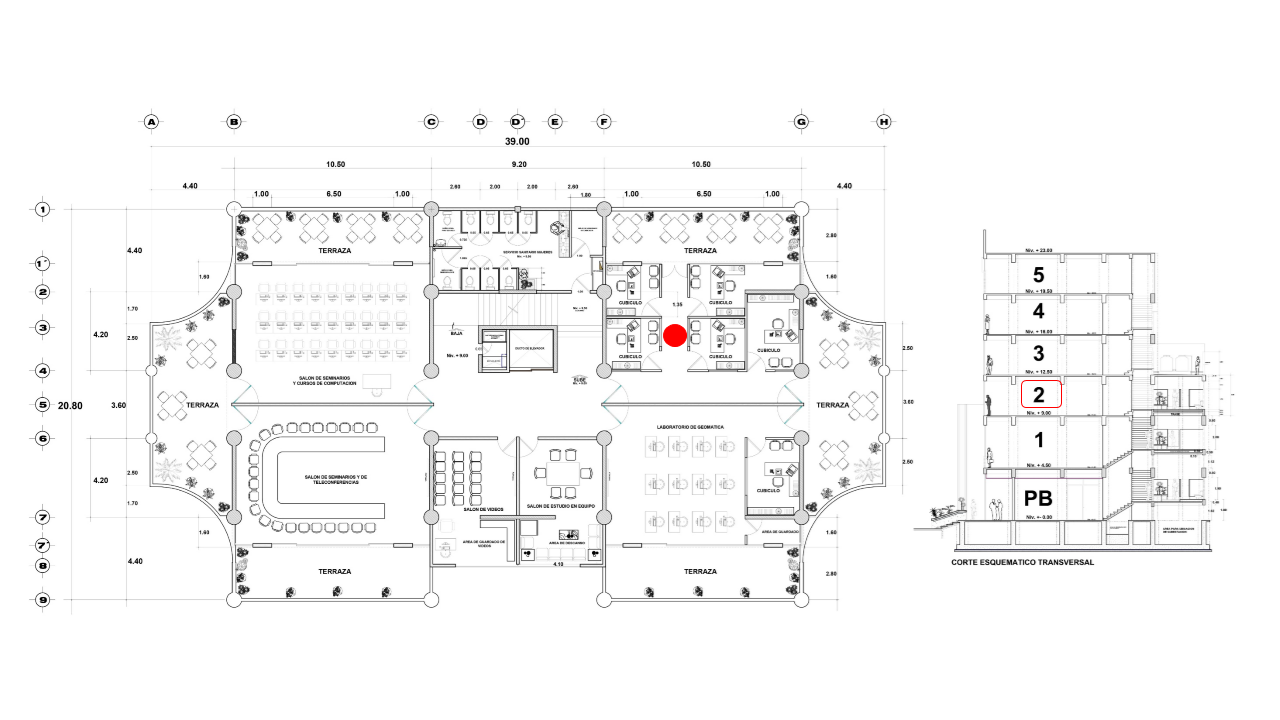 A B C D D' E F G H
39.00
10.50 9.20 10.50
4.40 2.60 2.00 2.00 2.60 4.40
1.80
1.00 6.50 1.00 1.00 6.50 1.00
1
1'
2
3
4
5
6
7
7'
8
9
20.80
4.40
4.20
3.60
4.20
4.40
1.60
1.70
2.50
2.50
1.70
1.60
TERRAZA
SERVICIO SANITARIO MUJERES
TERRAZA
2.80
1.60
CUBICULO
CUBICULO
1.35
CUBICULO
CUBICULO
CUBICULO
BAJA
Niv. + 9.00
DUCTO DE ELEVADOR
SUBE
SALON DE SEMINARIOS
Y CURSOS DE COMPUTACION
TERRAZA
TERRAZA
2.50
3.60
2.50
LABORATORIO DE GEOMATICA
SALON DE SEMINARIOS Y DE
TELECONFERENCIAS
SALON DE VIDEOS
SALON DE ESTUDIO EN EQUIPO
CUBICULO
AREA DE GUARDADO DE
VIDEOS
AREA DE DESCANSO
AREA DE GUARDADO
4.10
1.60
2.80
TERRAZA
TERRAZA
Niv. + 23.00
5
Niv. + 19.50
4
Niv. + 16.00
3
Niv. + 12.50
2
Niv. + 9.00
1
Niv. + 4.50
PB
Niv. +- 0.00
CORTE ESQUEMATICO TRANSVERSAL